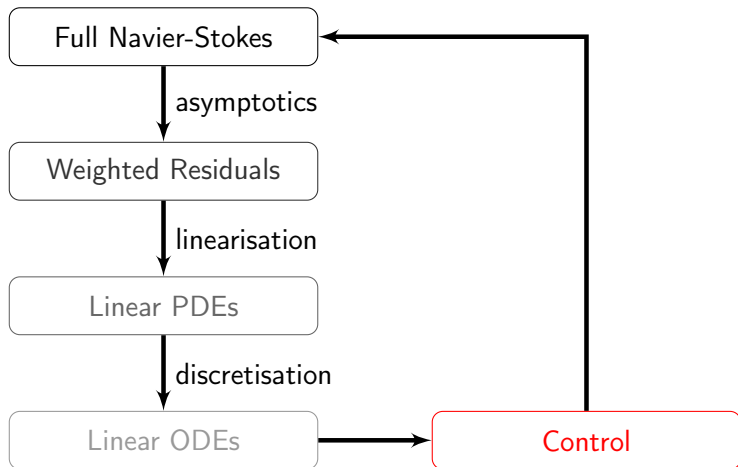 Full Navier-Stokes
asymptotics
Weighted Residuals
linearisation
Linear PDEs
discretisation
Linear ODEs
Control